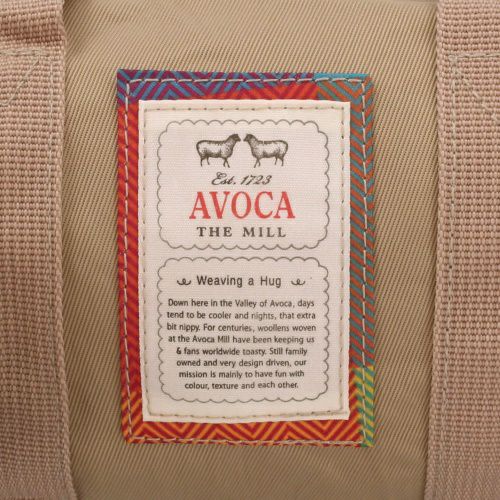 Est. 1723
AVOCA
THE MILL
Weaving a Hug
Down here in the Valley of Avoca, days
tend to be cooler and nights, that extra
bit nippy. For centuries, woollens woven
at the Avoca Mill have been keeping us
& fans worldwide toasty. Still family
owned and very design driven, our
mission is mainly to have fun with
colour, texture and each other.